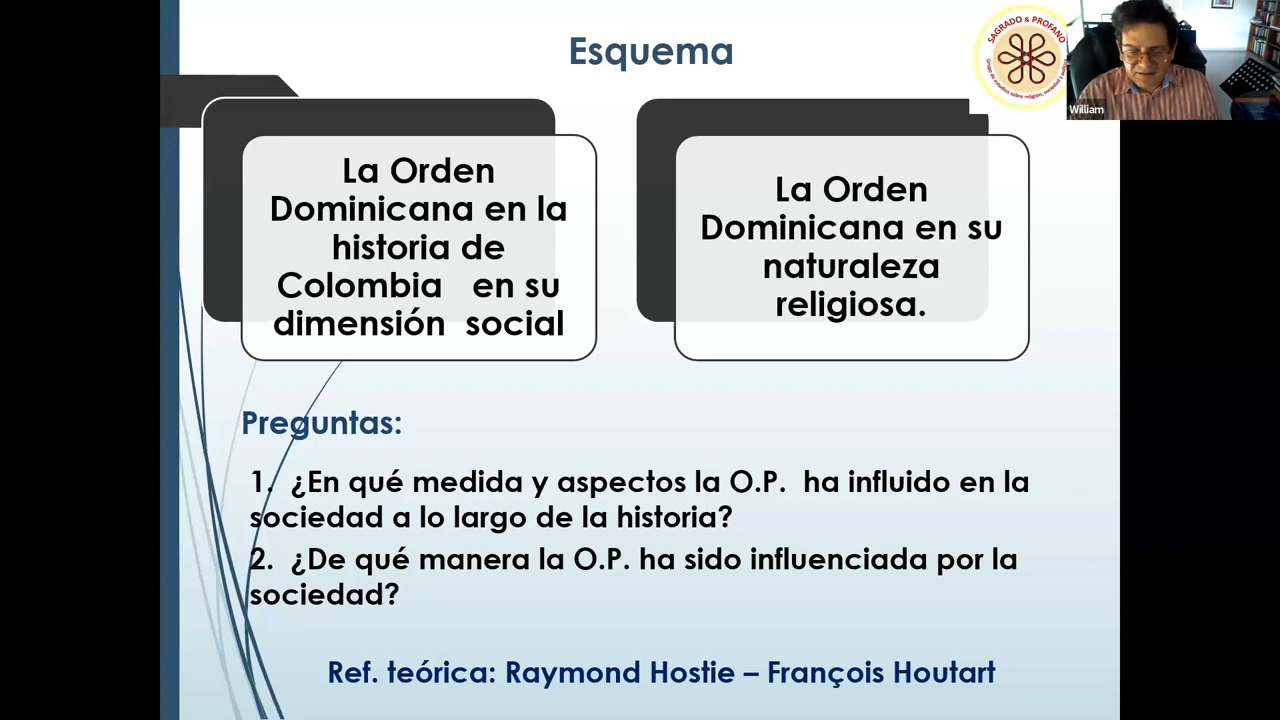 Esquema
SAGRADO & PROFANO
William
La Orden
Dominicana en la
historia de
Colombia en su
dimensión social
La Orden
Dominicana en su
naturaleza
religiosa.
Preguntas:
1. ¿En qué medida y aspectos la O.P. ha influido en la
sociedad a lo largo de la historia?
2. ¿De qué manera la O.P. ha sido influenciada por la
sociedad?
Ref. teórica: Raymond Hostie – François Houtart